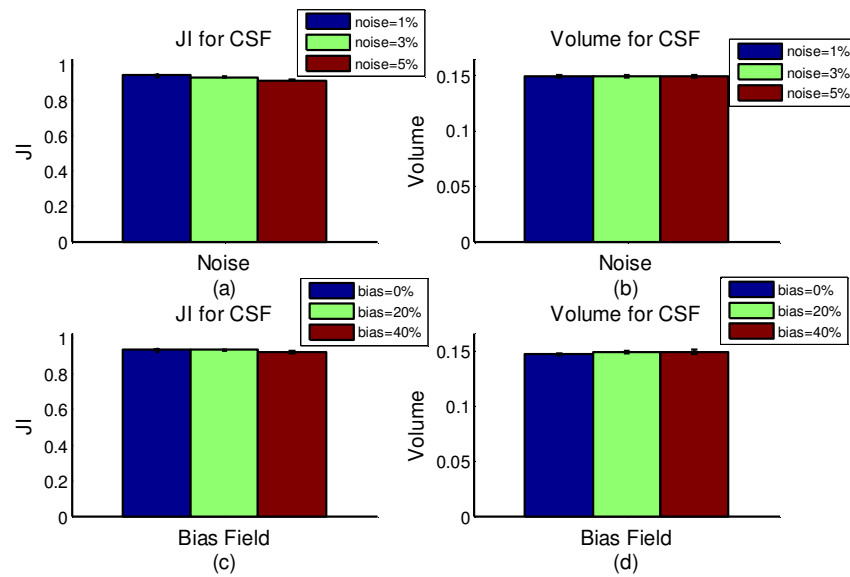 JI for CSF
noise=1%
noise=3%
noise=5%
1
0.8
0.6
0.4
0.2
0
JI
Noise
(a)
Volume for CSF
noise=1%
noise=3%
noise=5%
0.15
0.1
0.05
0
Volume
Noise
(b)
JI for CSF
bias=0%
bias=20%
bias=40%
1
0.8
0.6
0.4
0.2
0
JI
Bias Field
(c)
Volume for CSF
bias=0%
bias=20%
bias=40%
0.15
0.1
0.05
0
Volume
Bias Field
(d)